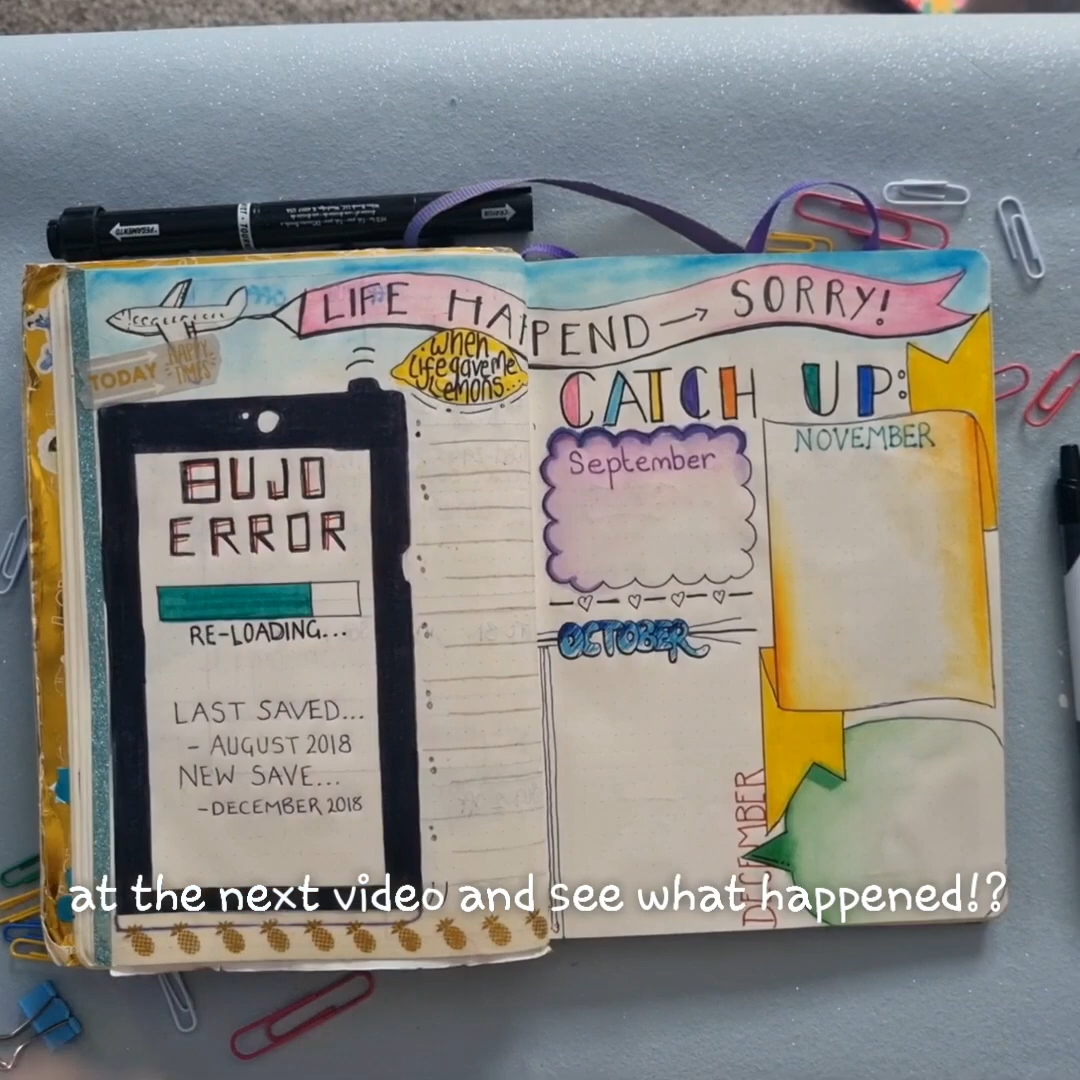 LIFE HAPPEND → SORRY!
TODAY
HAPPY
TIMES
When
life gave me
lemons...
BUJO
ERROR
RE-LOADING...
LAST SAVED...
- AUGUST 2018
NEW SAVE...
-DECEMBER 2018
CATCH UP:
September
NOVEMBER
OCTOBER
DECEMBER
at the next video and see what happened!?